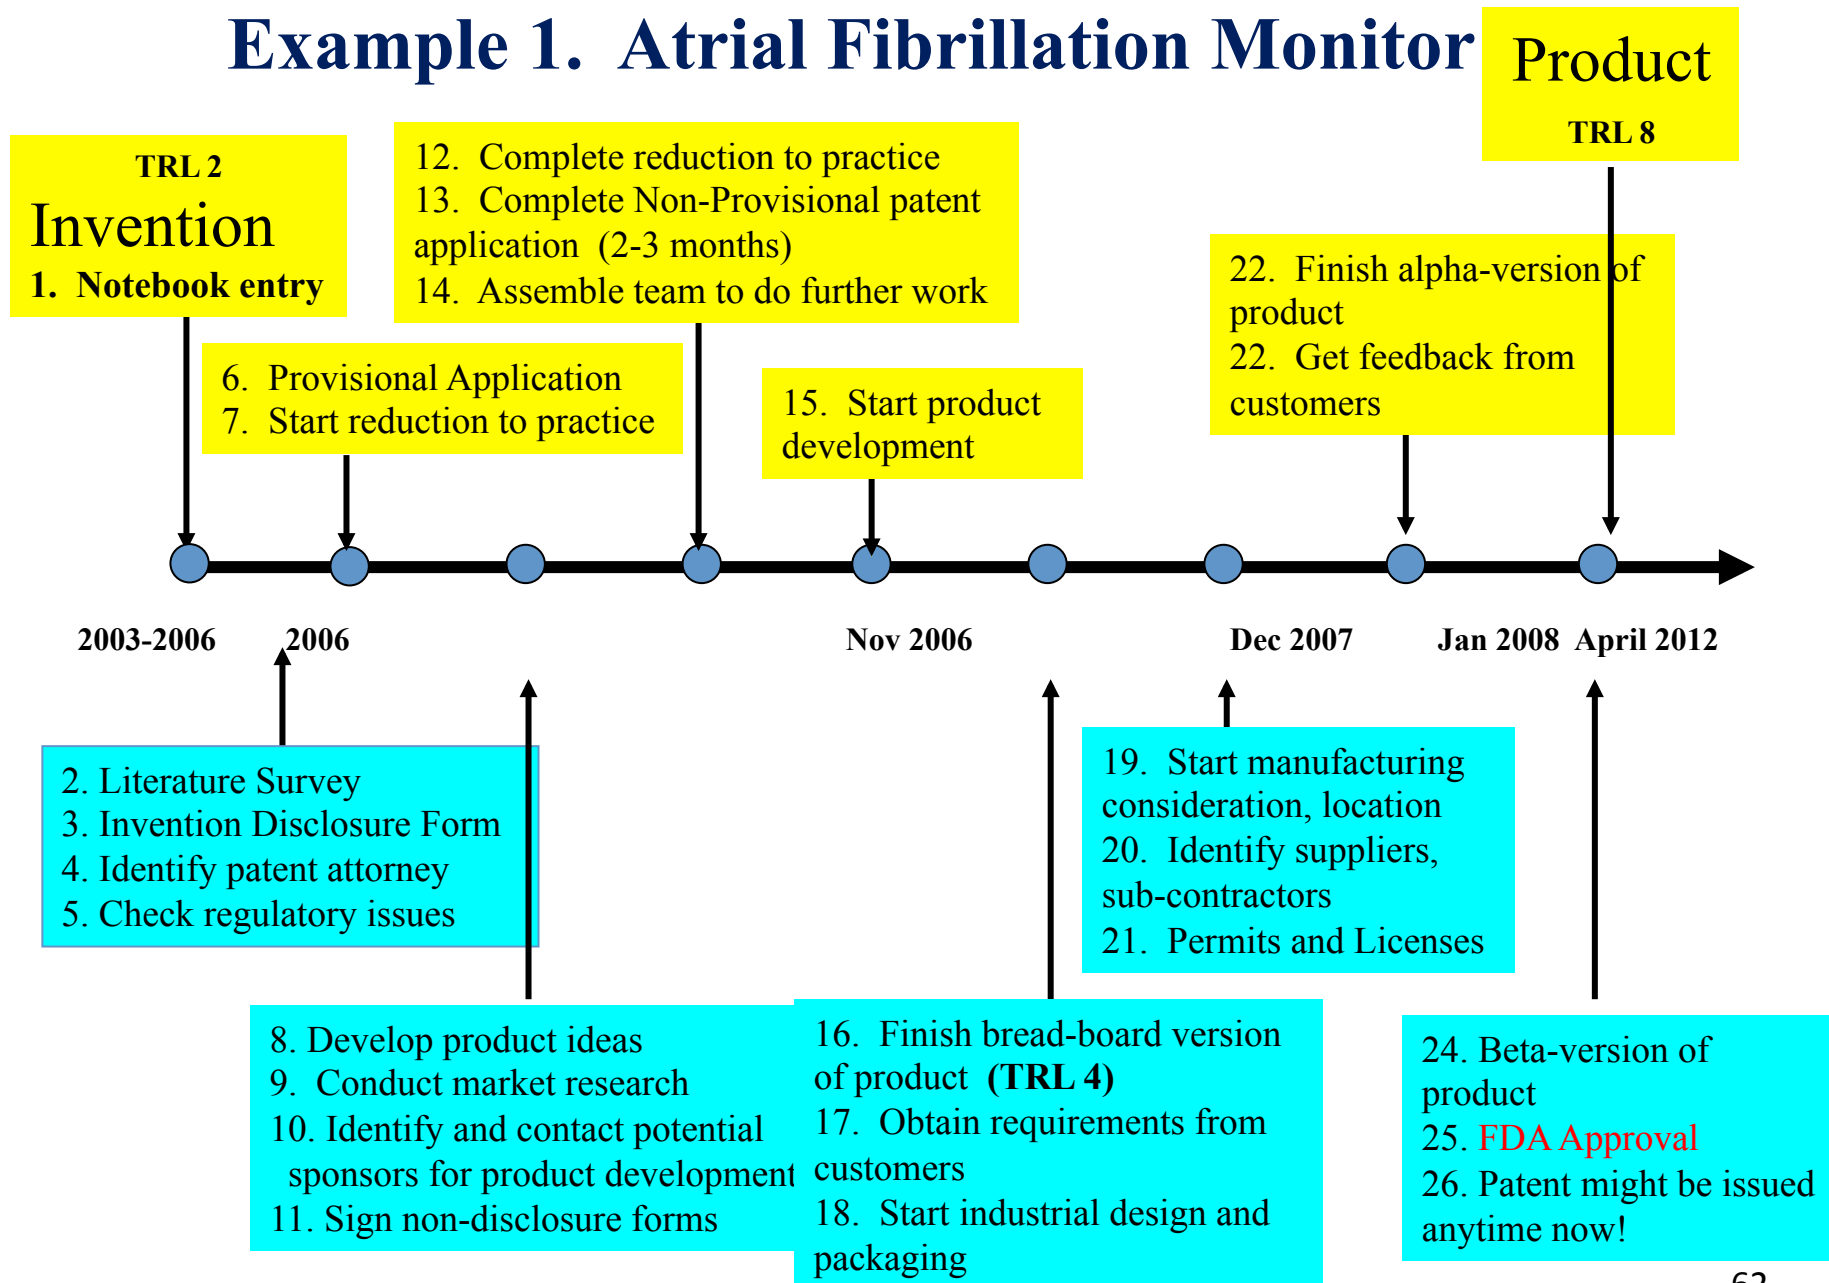 Example 1. Atrial Fibrillation Monitor
Product
TRL 8
TRL 2
Invention
1. Notebook entry
12. Complete reduction to practice
13. Complete Non-Provisional patent
application (2-3 months)
14. Assemble team to do further work
22. Finish alpha-version of
product
22. Get feedback from
customers
6. Provisional Application
7. Start reduction to practice
15. Start product
development
2003-2006
2006
Nov 2006
Dec 2007
Jan 2008
April 2012
2. Literature Survey
3. Invention Disclosure Form
4. Identify patent attorney
5. Check regulatory issues
19. Start manufacturing
consideration, location
20. Identify suppliers,
sub-contractors
21. Permits and Licenses
8. Develop product ideas
9. Conduct market research
10. Identify and contact potential
sponsors for product development
11. Sign non-disclosure forms
16. Finish bread-board version
of product (TRL 4)
17. Obtain requirements from
customers
18. Start industrial design and
packaging
24. Beta-version of
product
25. FDA Approval
26. Patent might be issued
anytime now!